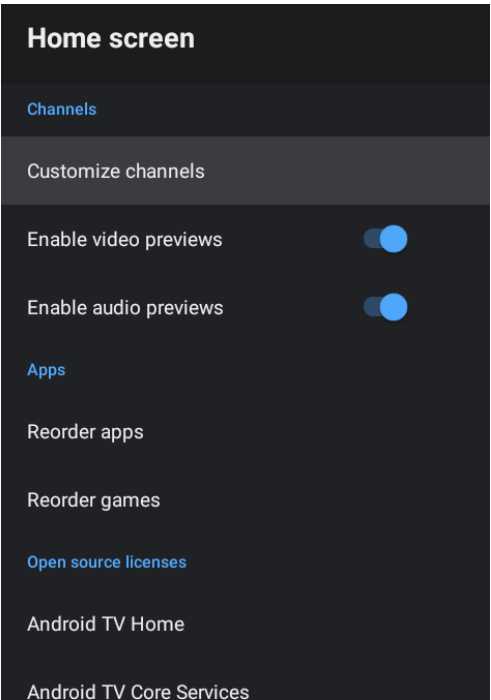 Home screen
Channels
Customize channels
Enable video previews
Enable audio previews
Apps
Reorder apps
Reorder games
Open source licenses
Android TV Home
Android TV Core Services